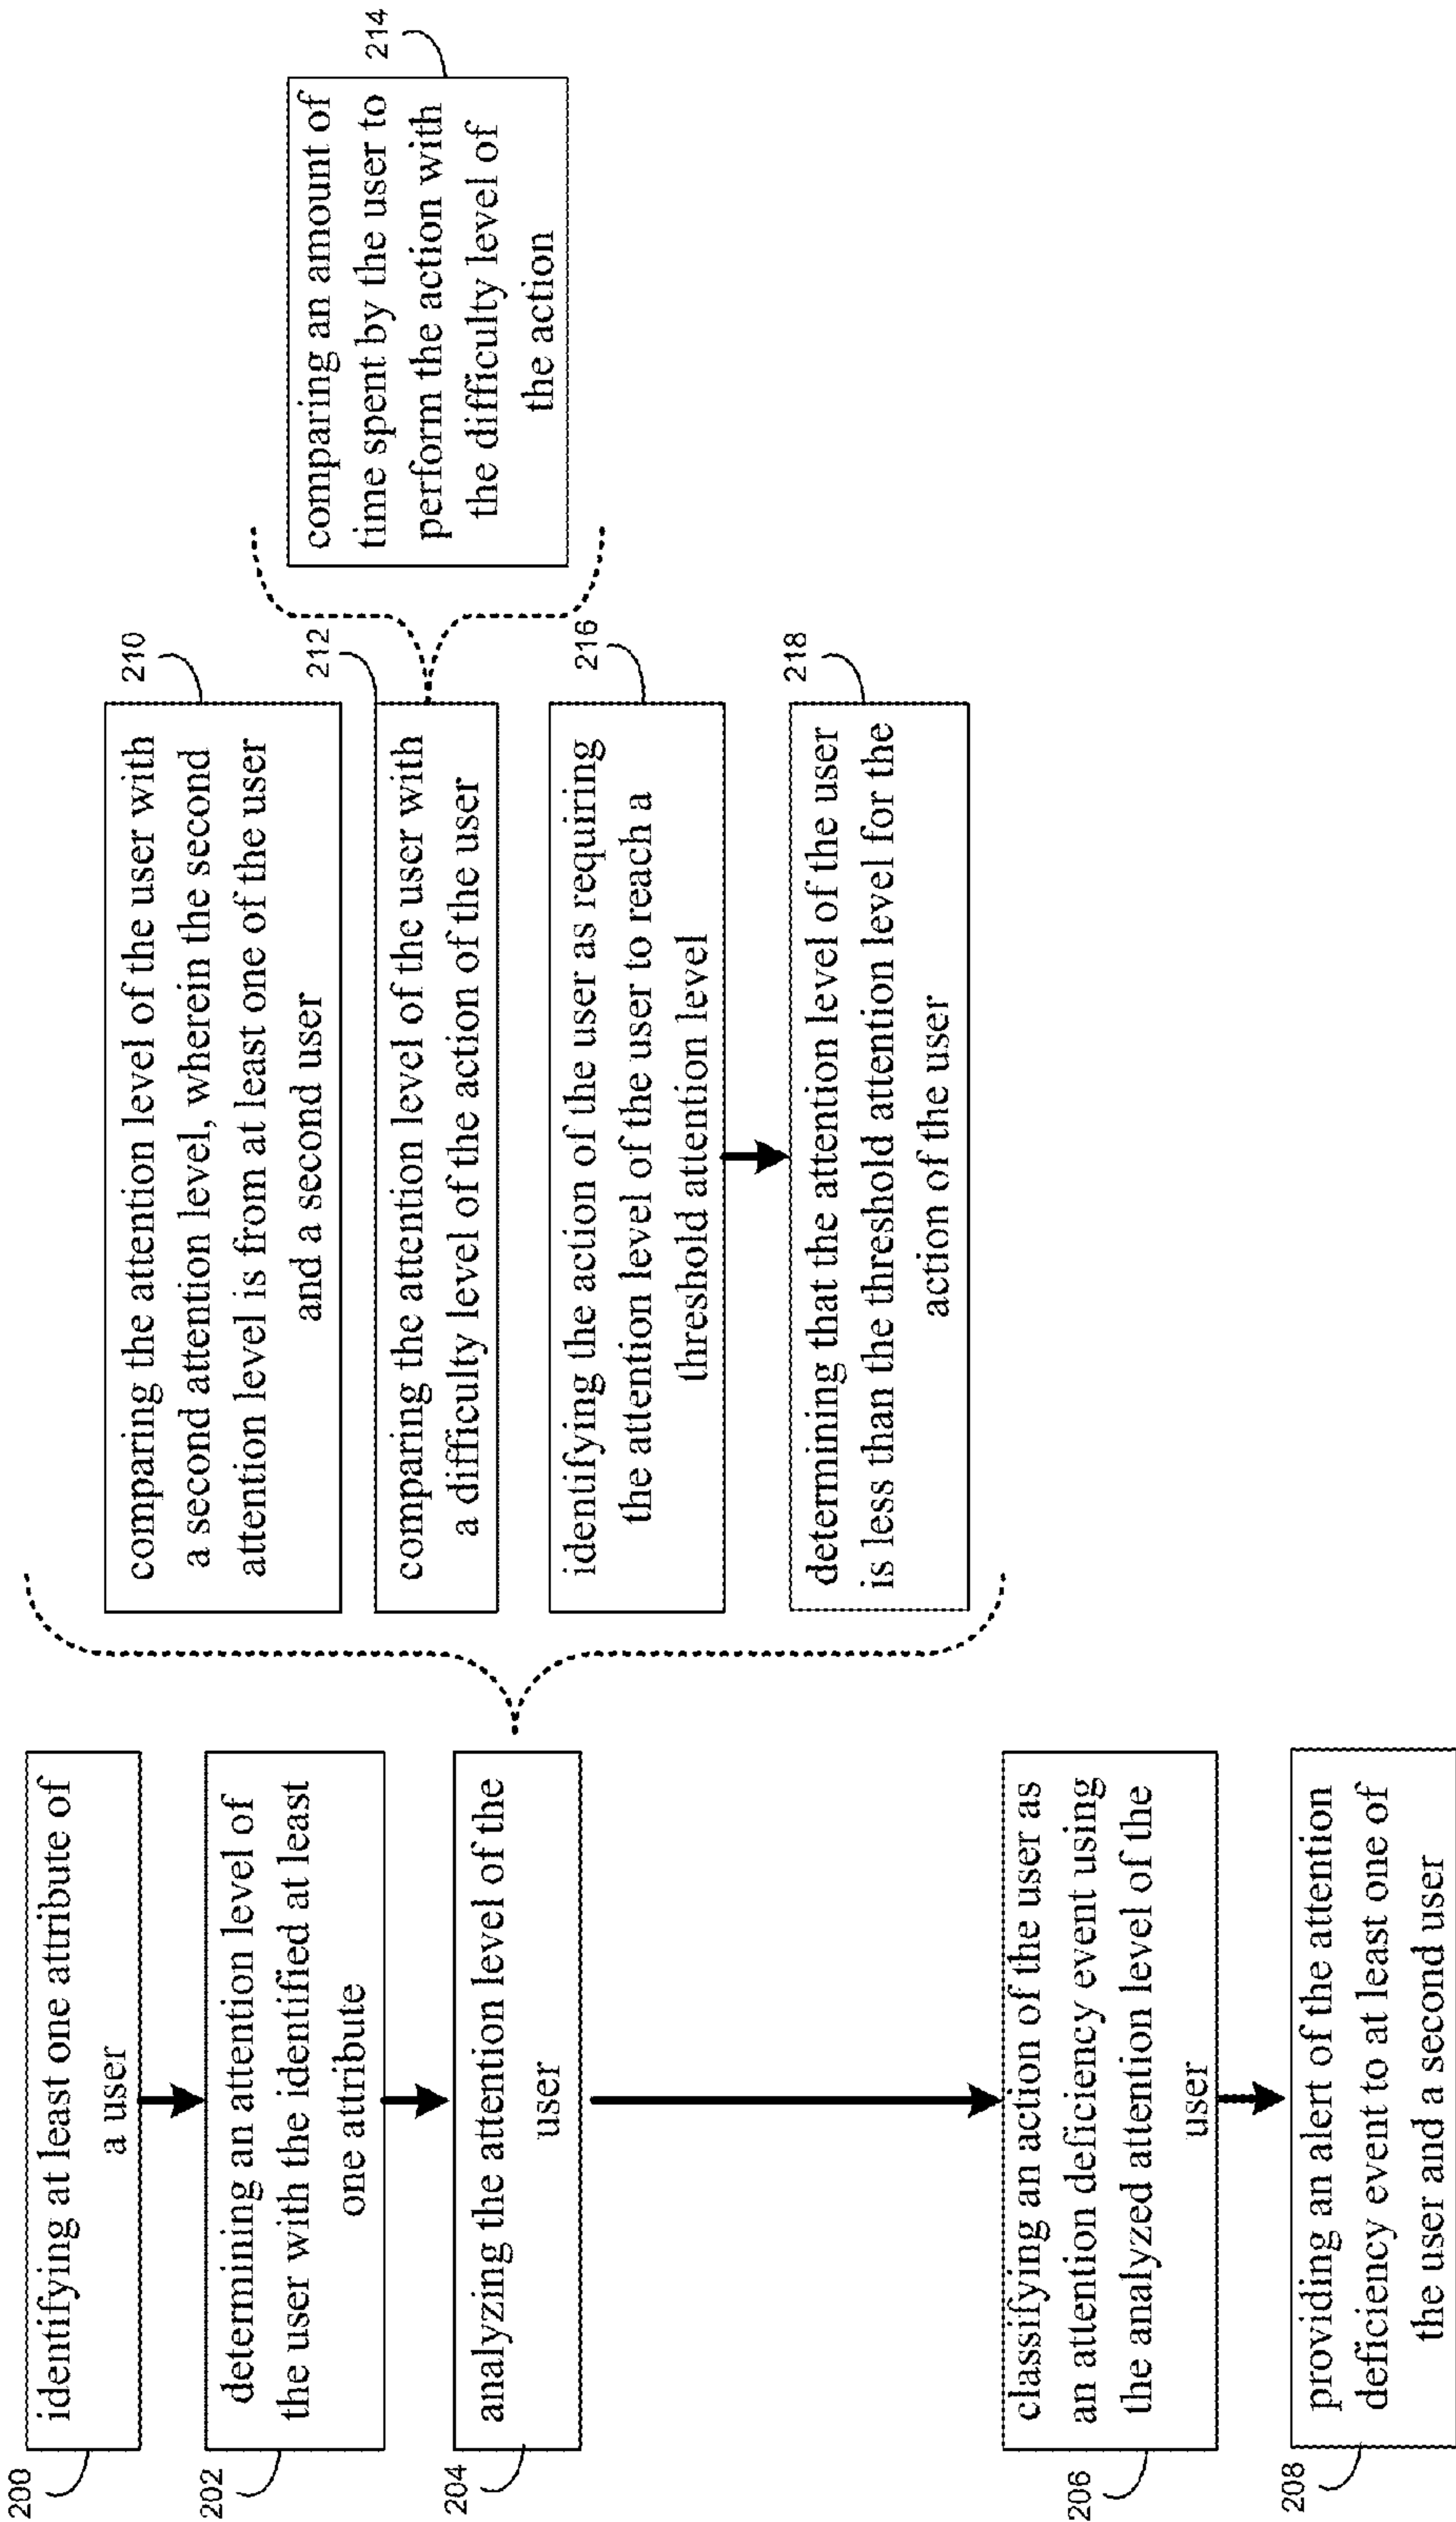 200
identifying at least one attribute of
a user
202
determining an attention level of
the user with the identified at least
one attribute
204
analyzing the attention level of the
user
210
comparing the attention level of the user with
a second attention level, wherein the second
attention level is from at least one of the user
and a second user
212
comparing the attention level of the user with
a difficulty level of the action of the user
214
comparing an amount of
time spent by the user to
perform the action with
the difficulty level of
the action
216
identifying the action of the user as requiring
the attention level of the user to reach a
threshold attention level
218
determining that the attention level of the user
is less than the threshold attention level for the
action of the user
206
classifying an action of the user as
an attention deficiency event using
the analyzed attention level of the
user
208
providing an alert of the attention
deficiency event to at least one of
the user and a second user